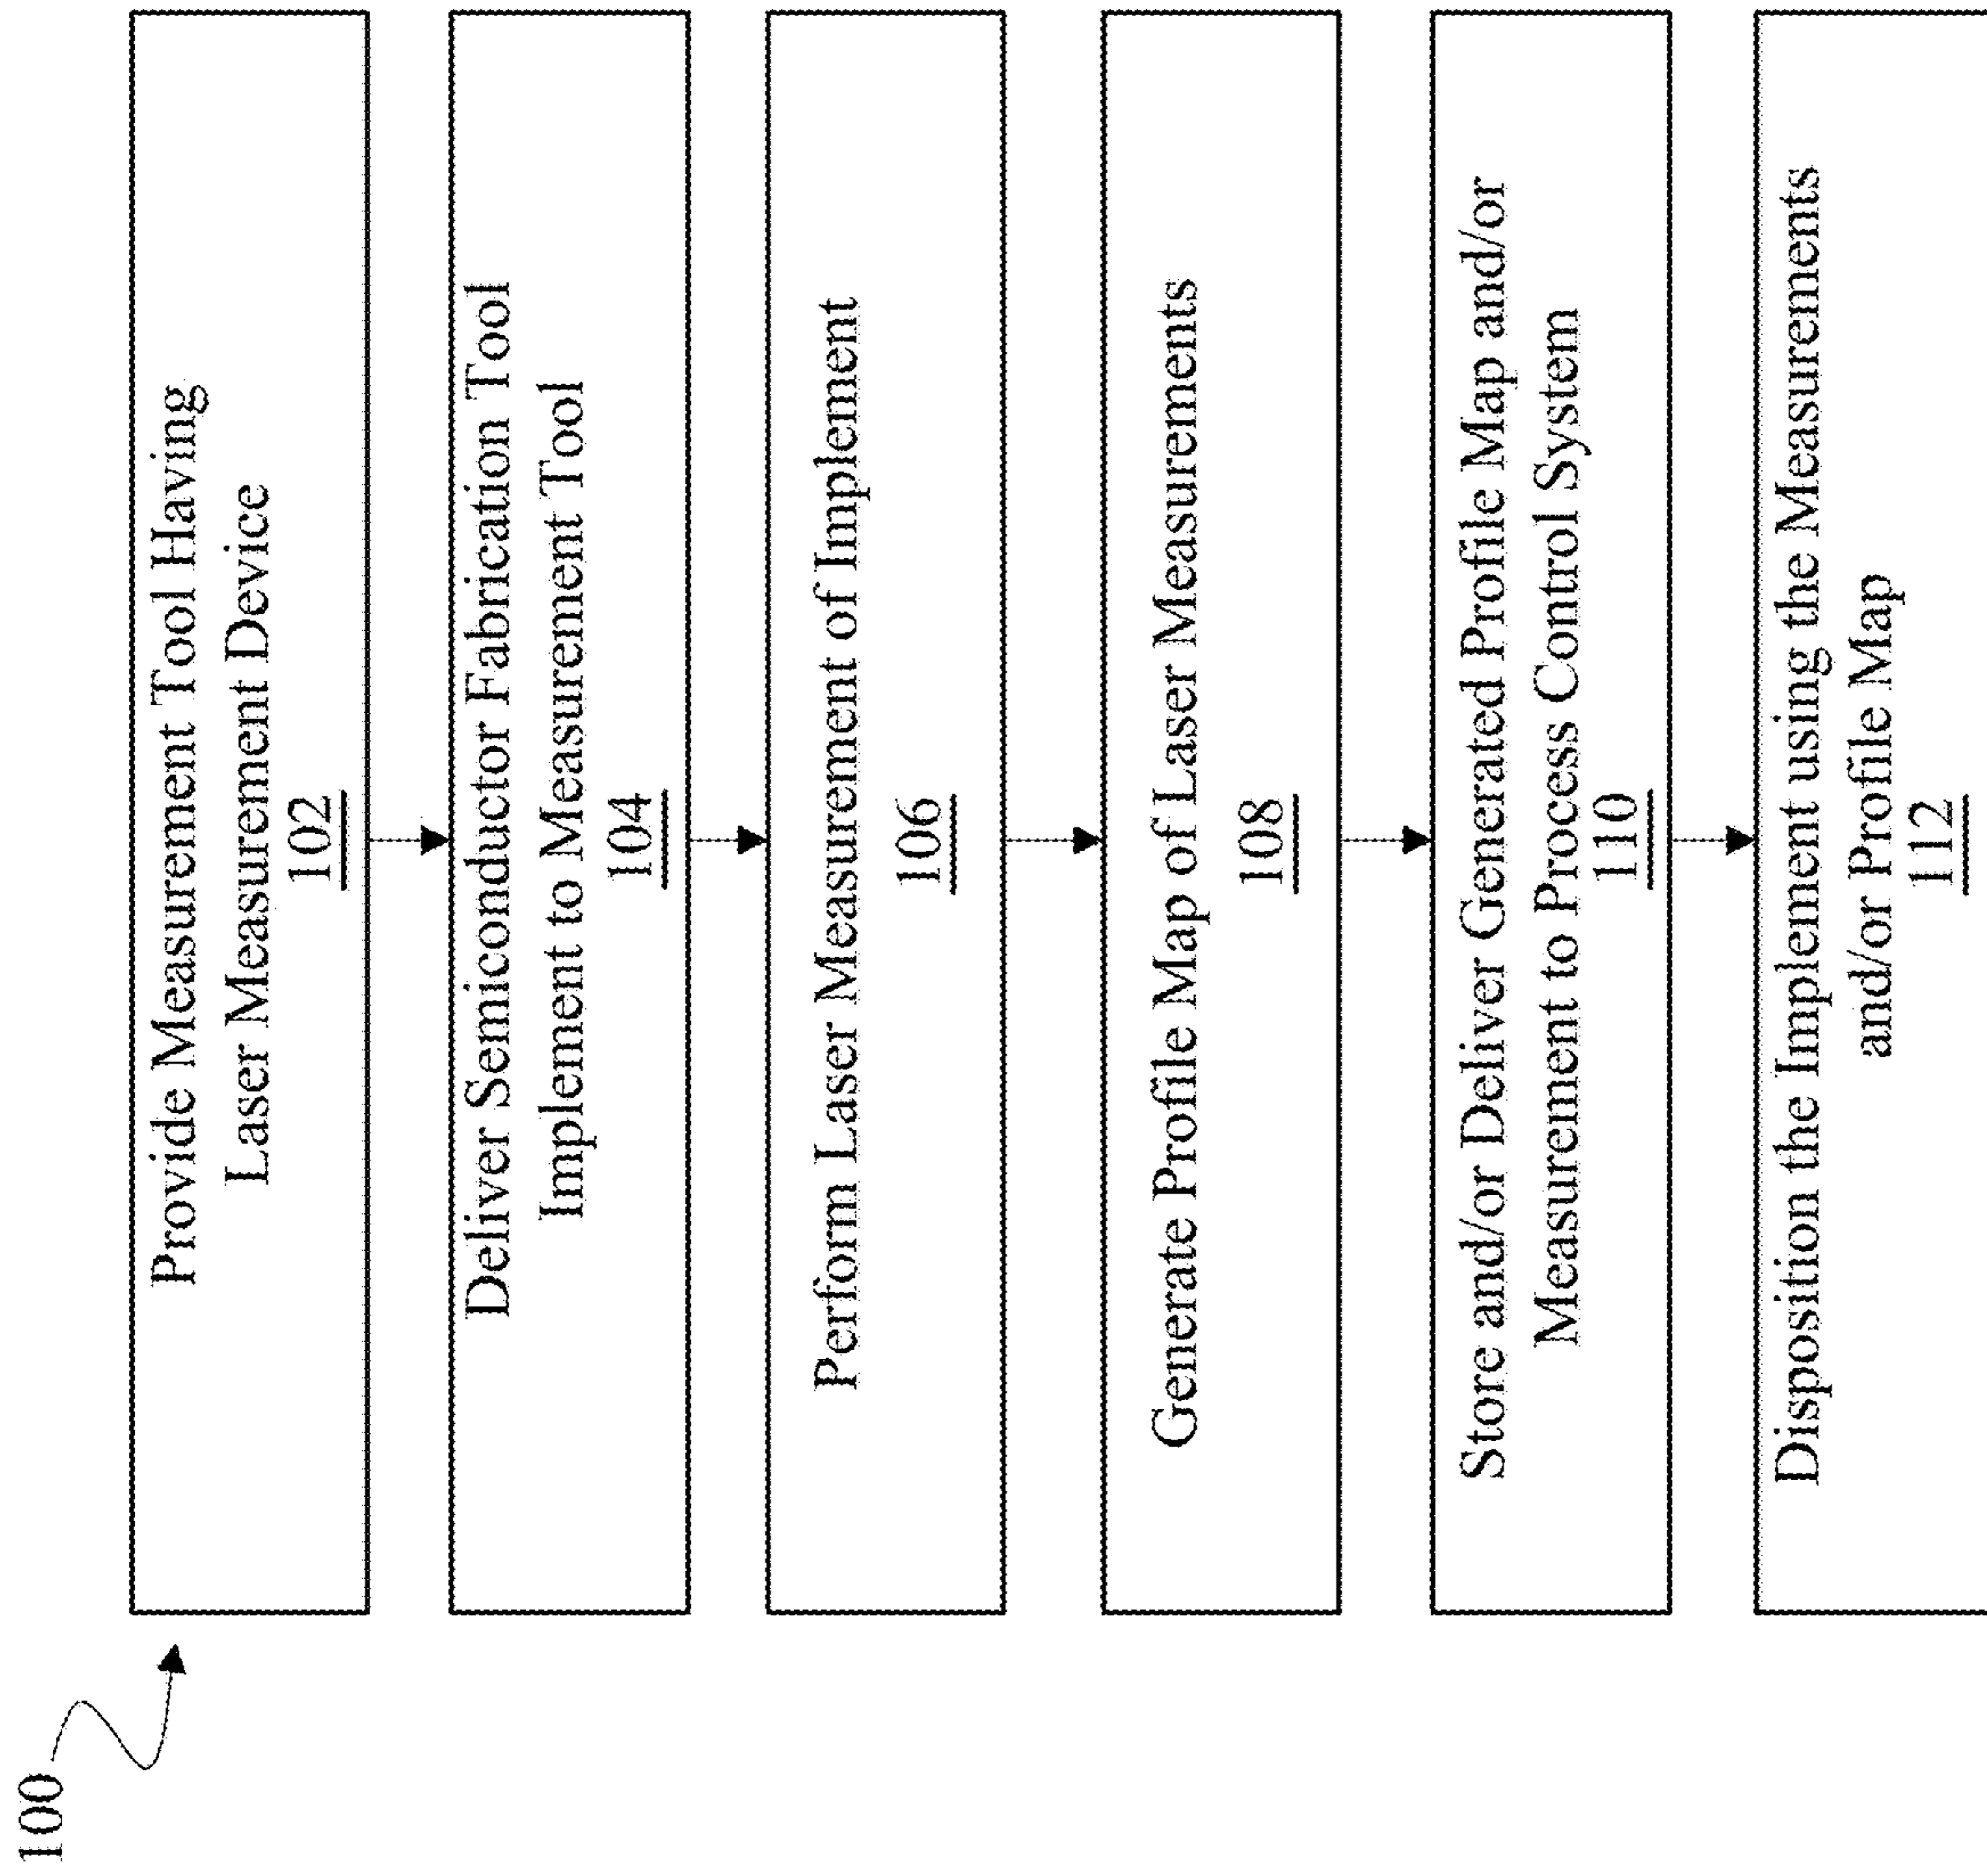 100
Provide Measurement Tool Having
Laser Measurement Device
102
Deliver Semiconductor Fabrication Tool
Implement to Measurement Tool
104
Perform Laser Measurement of Implement
106
Generate Profile Map of Laser Measurements
108
Store and/or Deliver Generated Profile Map and/or
Measurement to Process Control System
110
Disposition the Implement using the Measurements
and/or Profile Map
112